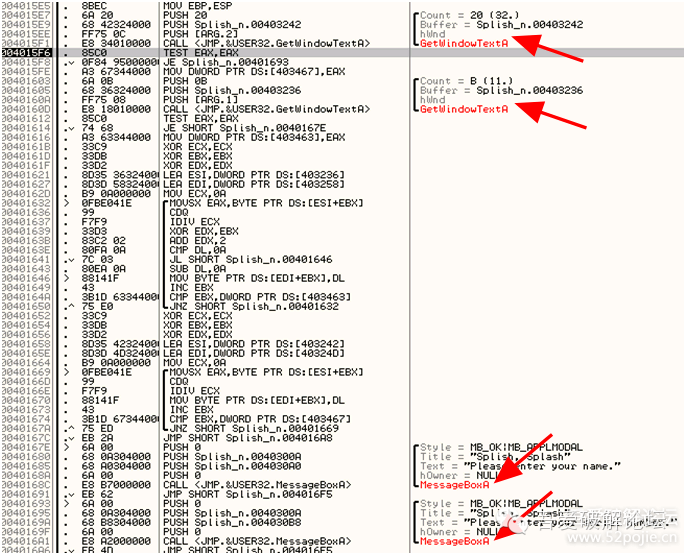 004015E5 . 8BEC MOV EBP,ESP
004015E7 . 6A 20 PUSH 20 Count = 20 (32.)
004015E9 . 68 42324000 PUSH Splish_n.00403242 Buffer = Splish_n.00403242
004015EE . FF75 0C PUSH [ARG.2] hWnd
004015F1 . E8 34010000 CALL <JMP.&USER32.GetWindowTextA> GetWindowTextA
004015F6 . 85C0 TEST EAX,EAX
004015F8 . 0F84 95000000 JE Splish_n.00401693
004015FE . A3 67344000 MOV DWORD PTR DS:[403467],EAX
00401603 . 6A 0B PUSH 0B Count = B (11.)
00401605 . 68 36324000 PUSH Splish_n.00403236 Buffer = Splish_n.00403236
0040160A . FF75 08 PUSH [ARG.1] hWnd
0040160D . E8 18010000 CALL <JMP.&USER32.GetWindowTextA> GetWindowTextA
00401612 . 85C0 TEST EAX,EAX
00401614 . 74 68 JE SHORT Splish_n.0040167E
00401616 . A3 63344000 MOV DWORD PTR DS:[403463],EAX
0040161B . 33C9 XOR ECX,ECX
0040161D . 33DB XOR EBX,EBX
0040161F . 33D2 XOR EDX,EDX
00401621 . 8D35 36324000 LEA ESI,DWORD PTR DS:[403236]
00401627 . 8D3D 58324000 LEA EDI,DWORD PTR DS:[403258]
0040162D . B9 0A000000 MOV ECX,0A
00401632 > 0FBE041E MOVSX EAX,BYTE PTR DS:[ESI+EBX]
00401636 . 99 CDQ
00401637 . F7F9 IDIV ECX
00401639 . 33D3 XOR EDX,EBX
0040163B . 83C2 02 ADD EDX,2
0040163E . 80FA 0A CMP DL,0A
00401641 . 7C 03 JL SHORT Splish_n.00401646
00401643 . 80EA 0A SUB DL,0A
00401646 > 88141F MOV BYTE PTR DS:[EDI+EBX],DL
00401649 . 43 INC EBX
0040164A . 3B1D 63344000 CMP EBX,DWORD PTR DS:[403463]
00401650 .^ 75 E0 JNZ SHORT Splish_n.00401632
00401652 . 33C9 XOR ECX,ECX
00401654 . 33DB XOR EBX,EBX
00401656 . 33D2 XOR EDX,EDX
00401658 . 8D35 42324000 LEA ESI,DWORD PTR DS:[403242]
0040165E . 8D3D 4D324000 LEA EDI,DWORD PTR DS:[40324D]
00401664 . B9 0A000000 MOV ECX,0A
00401669 > 0FBE041E MOVSX EAX,BYTE PTR DS:[ESI+EBX]
0040166D . 99 CDQ
0040166E . F7F9 IDIV ECX
00401670 . 88141F MOV BYTE PTR DS:[EDI+EBX],DL
00401673 . 43 INC EBX
00401674 . 3B1D 67344000 CMP EBX,DWORD PTR DS:[403467]
0040167A .^ 75 ED JNZ SHORT Splish_n.00401669
0040167C . EB 2A JMP SHORT Splish_n.004016A8
0040167E > 6A 00 PUSH 0 Style = MB_OK|MB_APPLMODAL
00401680 . 68 0A304000 PUSH Splish_n.0040300A Title = "Splish, Splash"
00401685 . 68 A0304000 PUSH Splish_n.004030A0 Text = "Please enter your name."
0040168A . 6A 00 PUSH 0 hOwner = NULL
0040168C . E8 B7000000 CALL <JMP.&USER32.MessageBoxA> MessageBoxA
00401691 . EB 62 JMP SHORT Splish_n.004016F5
00401693 > 6A 00 PUSH 0 Style = MB_OK|MB_APPLMODAL
00401695 . 68 0A304000 PUSH Splish_n.0040300A Title = "Splish, Splash"
0040169A . 68 B8304000 PUSH Splish_n.004030B8 Text = "Please enter your serial number."
0040169F . 6A 00 PUSH 0 hOwner = NULL
004016A1 . E8 A2000000 CALL <JMP.&USER32.MessageBoxA> MessageBoxA
004016A6 . EB 4D JMP SHORT Splish_n.004016F5
吾爱破解论坛
www.52pojie.cn